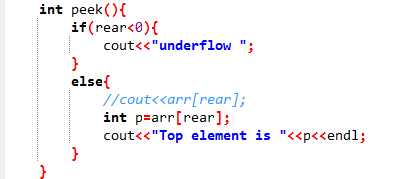 int peek(){
if(rear<0){
cout<<"underflow ";
}
else{
//cout<<arr[rear];
int p=arr[rear];
cout<<"Top element is "<<p<<endl;
}
}